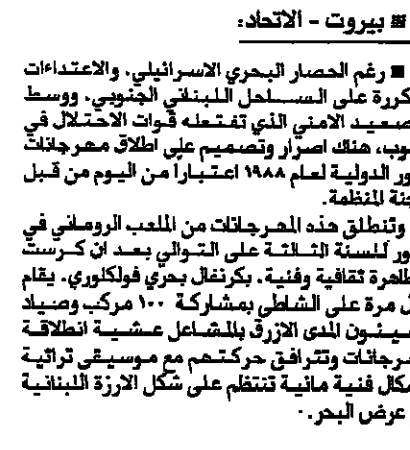 ■ بيروت - الاتحاد:
■ رغم الحصار البحري الاسرائيلي. والاعتداءات
كررة على الساحل اللبناني الجنوبي. ووسط
صعيد الامني الذي تفتعله قوات الاحتلال في
وب، هناك اصرار وتصميم على اطلاق مهرجانات
ور الدولية لعام ١٩٨٨ اعتباراً من اليوم من قبل
جنة المنظمة.
وتنطلق هذه المهرجانات من الملعب الروماني في
ور للسنة الثالثة على التوالي بعد ان كرست
ظاهرة ثقافية وفنية. بكرنفال بحري فولكلوري. يقام
ل مرة على الشاطى بمشاركة ١٠٠ مركب وصياد
المدى الازرق بالمشاعل عشية انطلاقة
هرجانات وتترافق حركتهم مع موسيقى تراثية
كال فنية مائية تنتظم على شكل الارزة اللبنانية
عرض البحر.